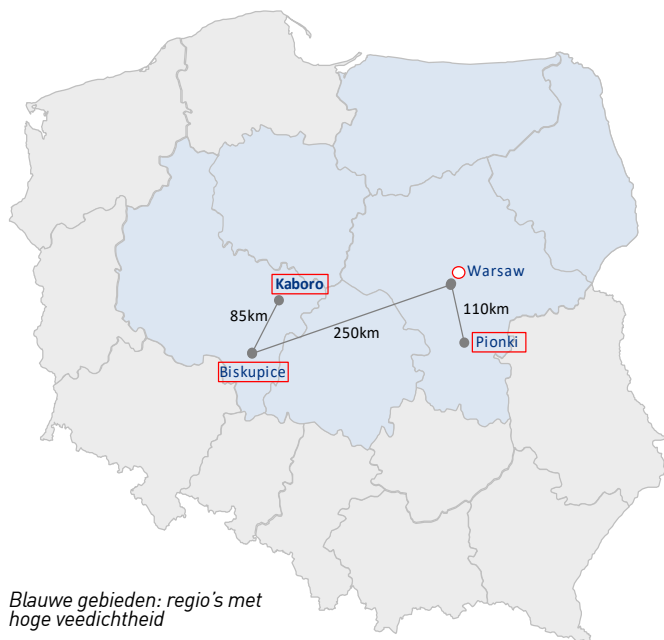 Warsaw
Kaboro
85km
110km
250km
Pionki
Biskupice
Blauwe gebieden: regio's met
hoge veedichtheid